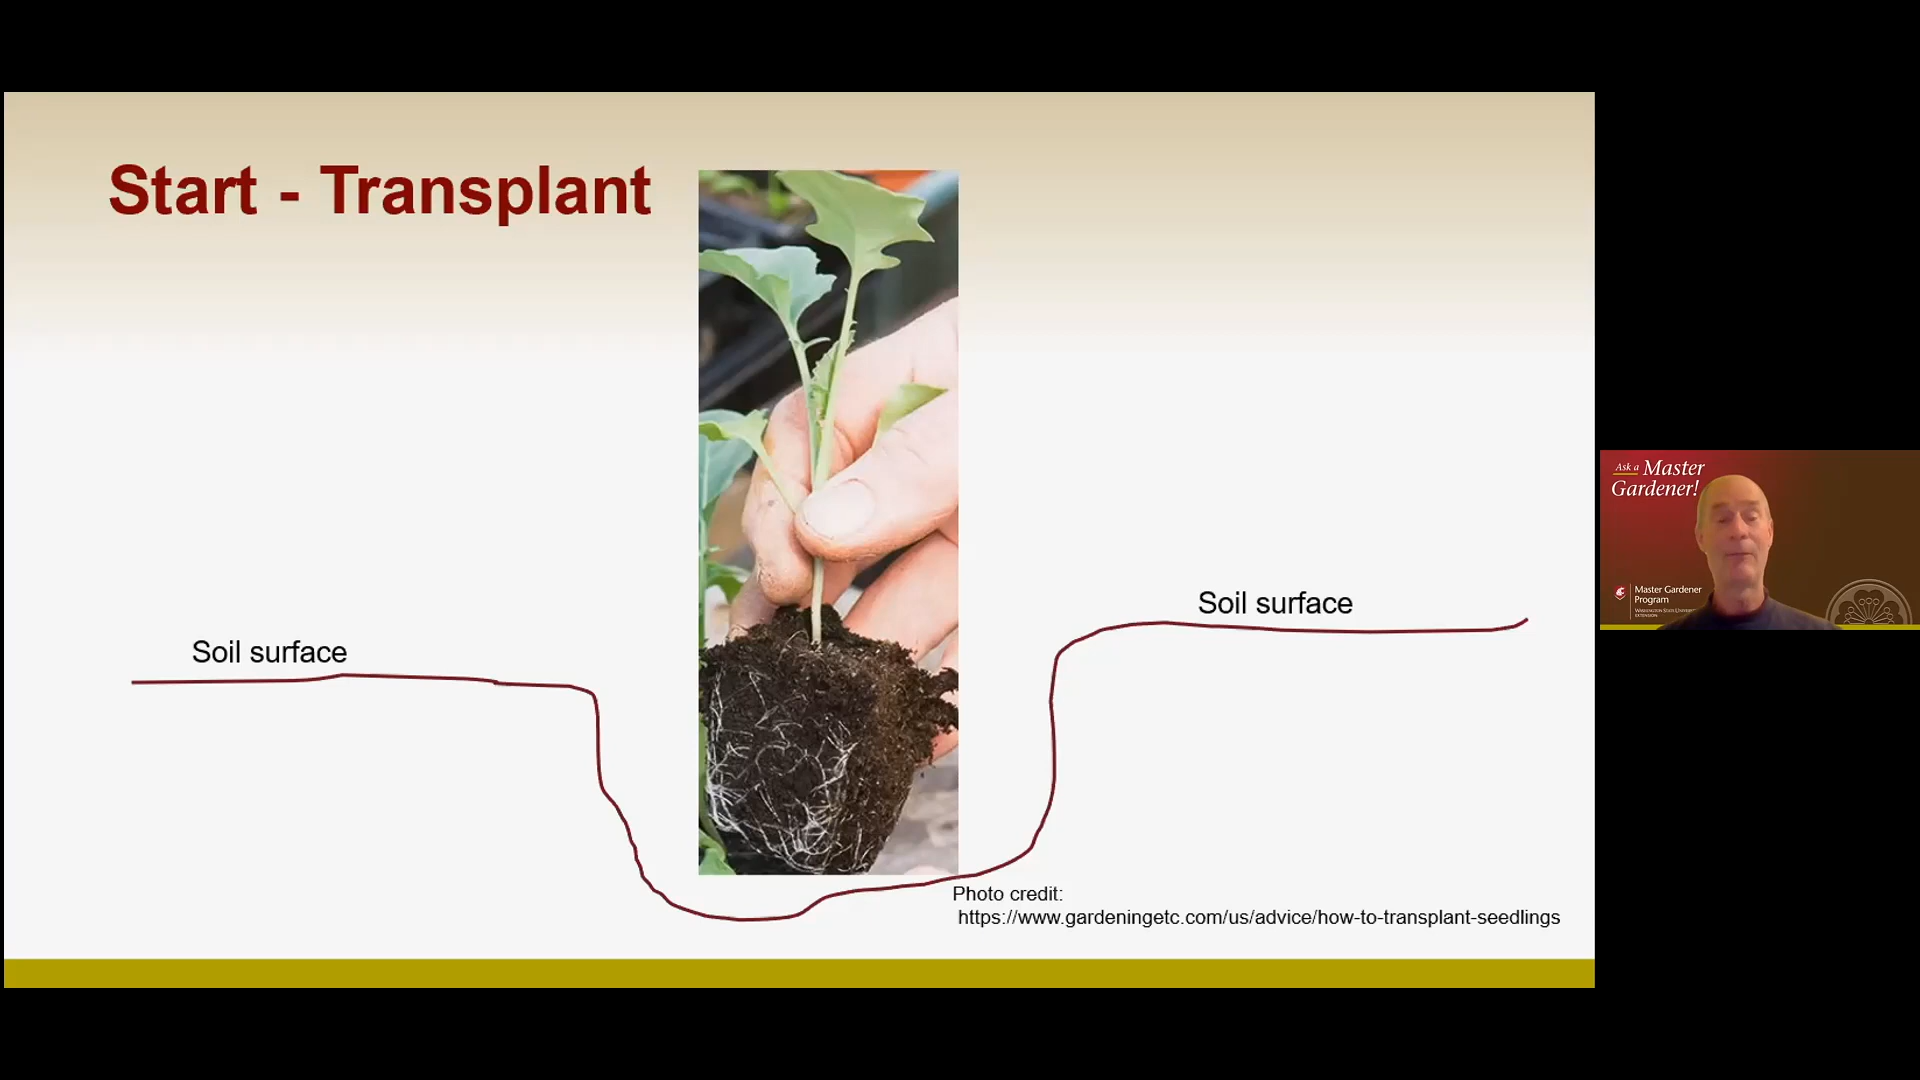 Start - Transplant
Soil surface
Soil surface
Photo credit:
https://www.gardeningetc.com/us/advice/how-to-transplant-seedlings
Ask a Master
Gardener!
Master Gardener
Program